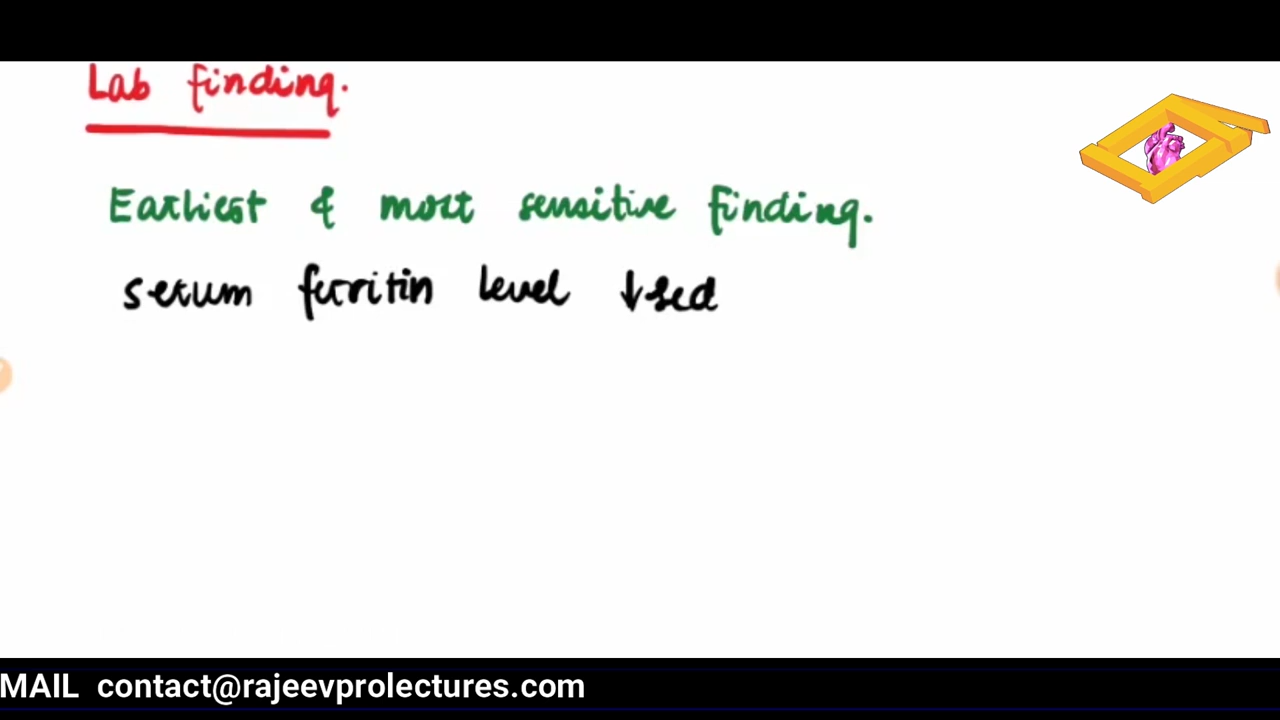 Lab finding.
Earliest & most sensitive finding.
serum ferritin level ↓sed
MAIL contact@rajeevprolectures.com